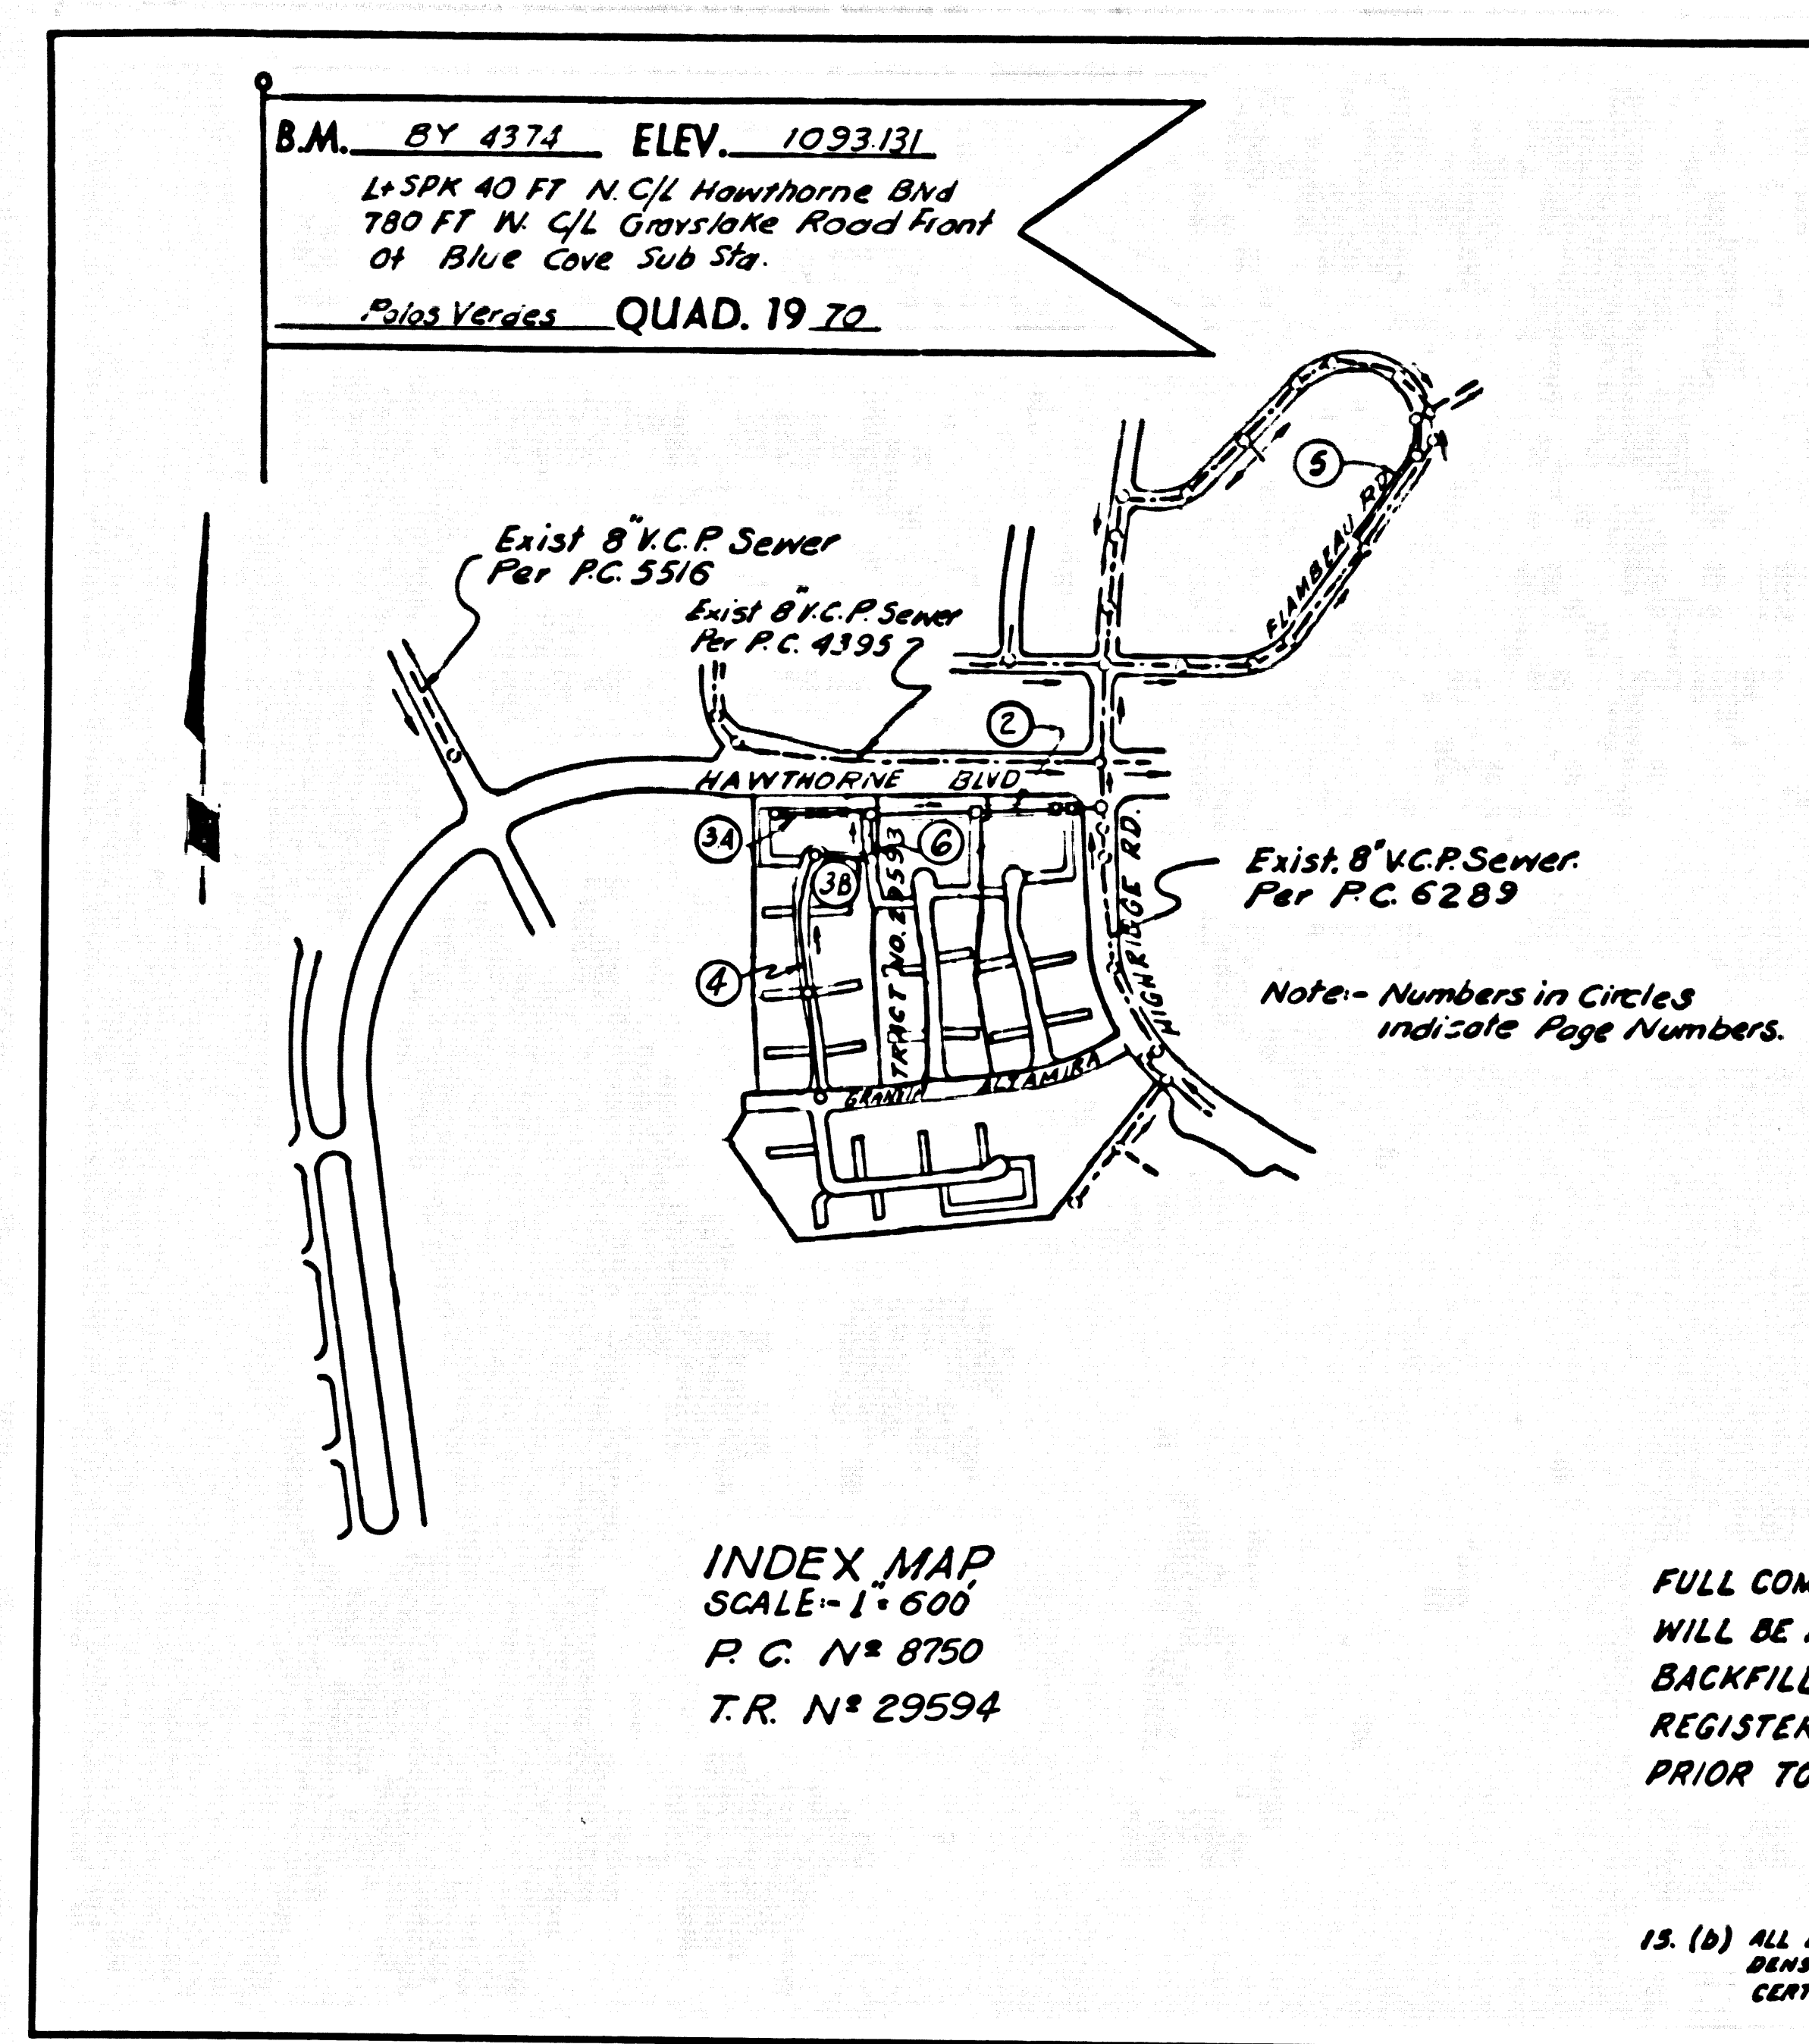 B.M. BY 4374 ELEV. 1093.131
L+SPK 40 FT N. C/L Hawthorne Blvd
780 FT W. C/L Grayslake Road Front
Of Blue Cove Sub Sta.
Palos Verdes QUAD. 19 70
5
FLAMBEAU RD
Exist 8" V.C.P. Sewer
Per P.C. 5516
Exist 8" V.C.P. Sewer
Per P.C. 4395
2
HAWTHORNE BLVD
3A
6
3B
HIGHRIDGE RD.
Exist. 8" V.C.P. Sewer.
Per P.C. 6289
4
TRACT NO. 29593
Note:- Numbers in Circles
indicate Page Numbers.
ALTAMIRA
INDEX MAP
SCALE:- 1" = 600'
P. C. Nº 8750
T.R. Nº 29594
FULL COM
WILL BE
BACKFILL
REGISTER
PRIOR TO
15. (b) ALL
DENS
CERT